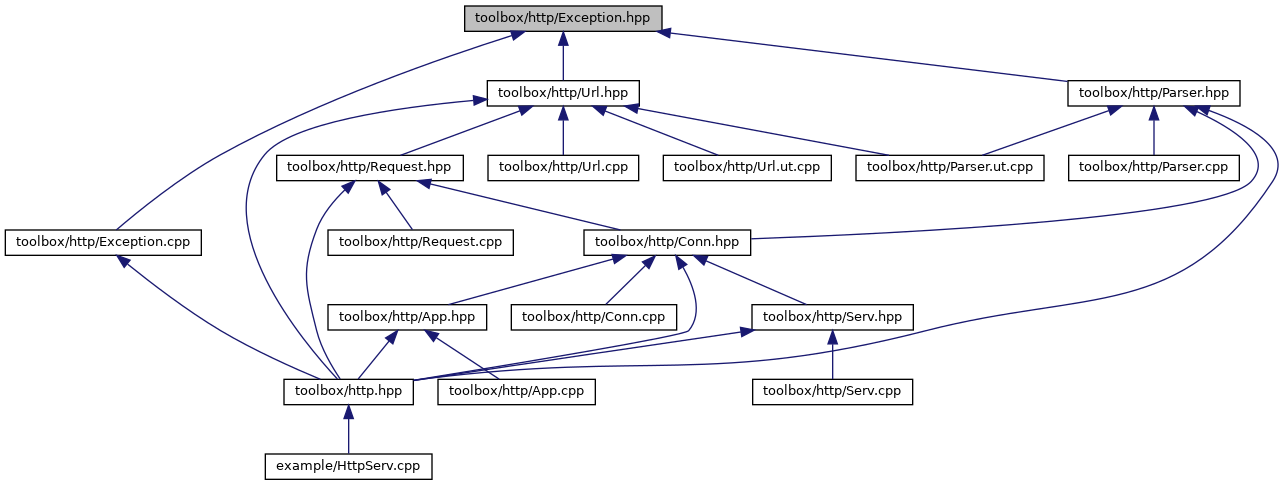 toolbox/http/Exception.hpp
toolbox/http/Url.hpp
toolbox/http/Parser.hpp
toolbox/http/Request.hpp
toolbox/http/Url.cpp
toolbox/http/Url.ut.cpp
toolbox/http/Parser.ut.cpp
toolbox/http/Parser.cpp
toolbox/http/Exception.cpp
toolbox/http/Request.cpp
toolbox/http/Conn.hpp
toolbox/http/App.hpp
toolbox/http/Conn.cpp
toolbox/http/Serv.hpp
toolbox/http.hpp
toolbox/http/App.cpp
toolbox/http/Serv.cpp
example/HttpServ.cpp